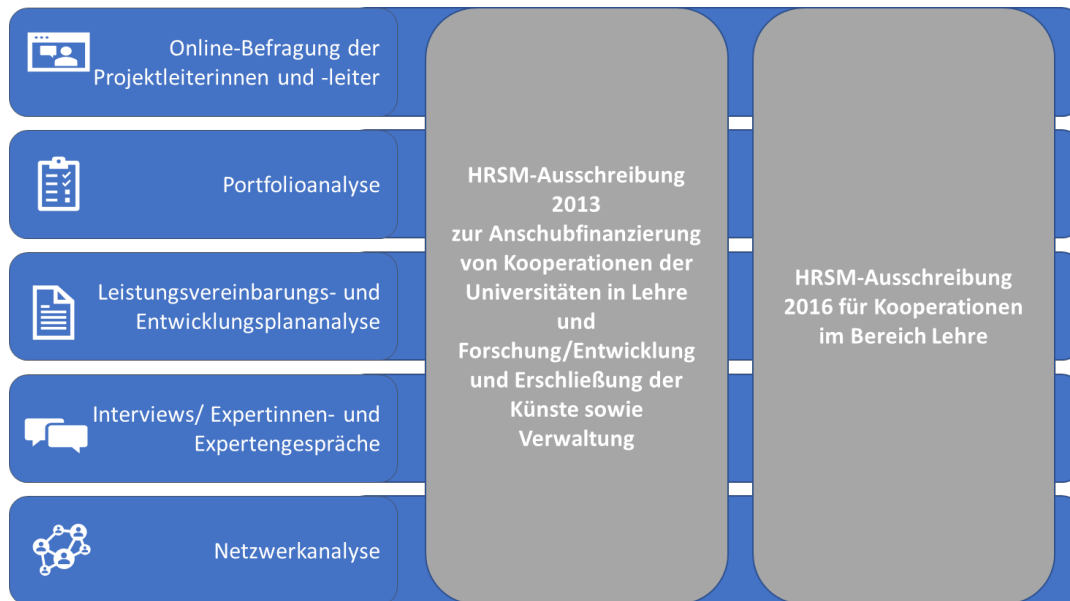 Online-Befragung der
Projektleiterinnen und -leiter
Portfolioanalyse
Leistungsvereinbarungs- und
Entwicklungsplananalyse
Interviews/ Expertinnen- und
Expertengespräche
Netzwerkanalyse
HRSM-Ausschreibung
2013
zur Anschubfinanzierung
von Kooperationen der
Universitäten in Lehre
und
Forschung/Entwicklung
und Erschließung der
Künste sowie
Verwaltung
HRSM-Ausschreibung
2016 für Kooperationen
im Bereich Lehre